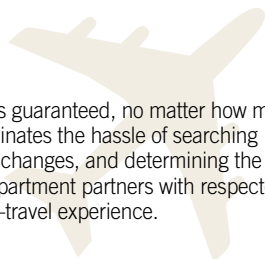 s guaranteed, no matter how m
inates the hassle of searching
changes, and determining the
partment partners with respect
-travel experience.